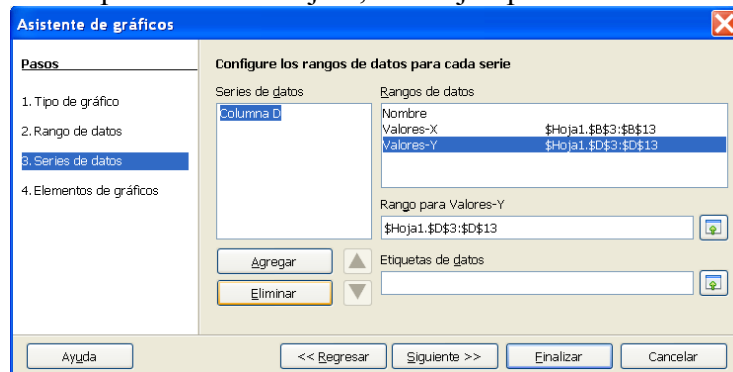 Asistente de gráficos
Pasos
1. Tipo de gráfico
2. Rango de datos
3. Series de datos
4. Elementos de gráficos
Configure los rangos de datos para cada serie
Series de datos
Columna D
Agregar
Eliminar
Rangos de datos
Nombre
Valores-X $Hoja1.$B$3:$B$13
Valores-Y $Hoja1.$D$3:$D$13
Rango para Valores-Y
$Hoja1.$D$3:$D$13
Etiquetas de datos
Ayuda
<< Regresar
Siguiente >>
Finalizar
Cancelar